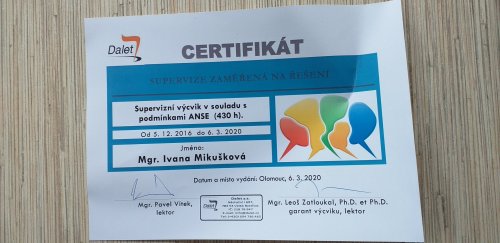 Dalet
CERTIFIKÁT
SUPERVIZE ZAMĚŘENÁ NA ŘEŠENÍ
Supervizní výcvik v souladu s
podmínkami ANSE (430 h).
Od 5. 12. 2016 do 6. 3. 2020
Jméno:
Mgr. Ivana Mikušková
Datum a místo vydání: Olomouc, 6. 3. 2020
Mgr. Pavel Vítek,
lektor
Mgr. Leoš Zatloukal, Ph.D. et Ph.D.
garant výcviku, lektor